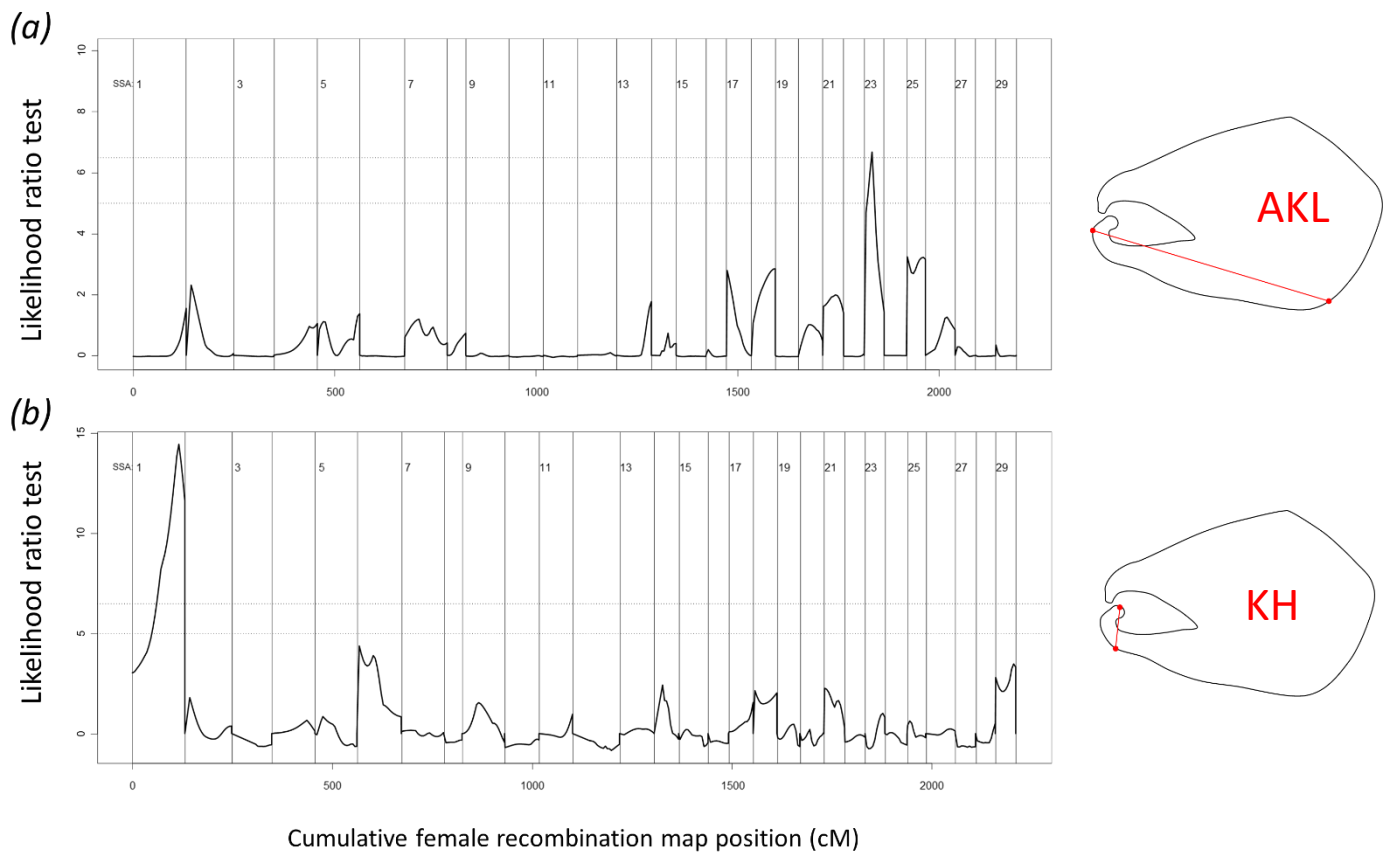 (a)
Likelihood ratio test
10
8
6
4
2
0
SSA: 1 3 5 7 9 11 13 15 17 19 21 23 25 27 29
0 500 1000 1500 2000
AKL
(b)
Likelihood ratio test
15
10
5
0
SSA: 1 3 5 7 9 11 13 15 17 19 21 23 25 27 29
0 500 1000 1500 2000
KH
Cumulative female recombination map position (cM)